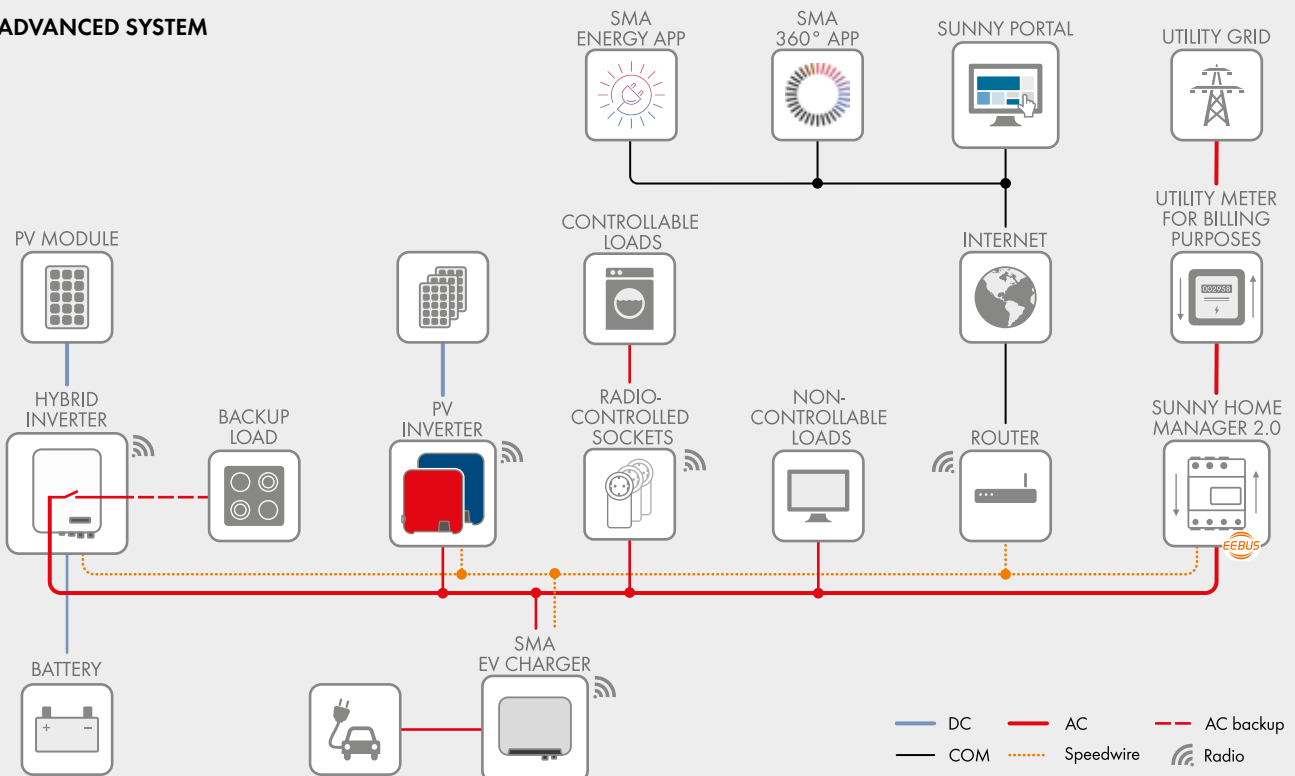 ADVANCED SYSTEM
SMA
ENERGY APP
SMA
360° APP
SUNNY PORTAL
UTILITY GRID
UTILITY METER
FOR BILLING
PURPOSES
002958
PV MODULE
CONTROLLABLE
LOADS
INTERNET
HYBRID
INVERTER
BACKUP
LOAD
PV
INVERTER
RADIO-
CONTROLLED
SOCKETS
NON-
CONTROLLABLE
LOADS
ROUTER
SUNNY HOME
MANAGER 2.0
EEBUS
BATTERY
+ −
SMA
EV CHARGER
DC
AC
AC backup
COM
Speedwire
Radio